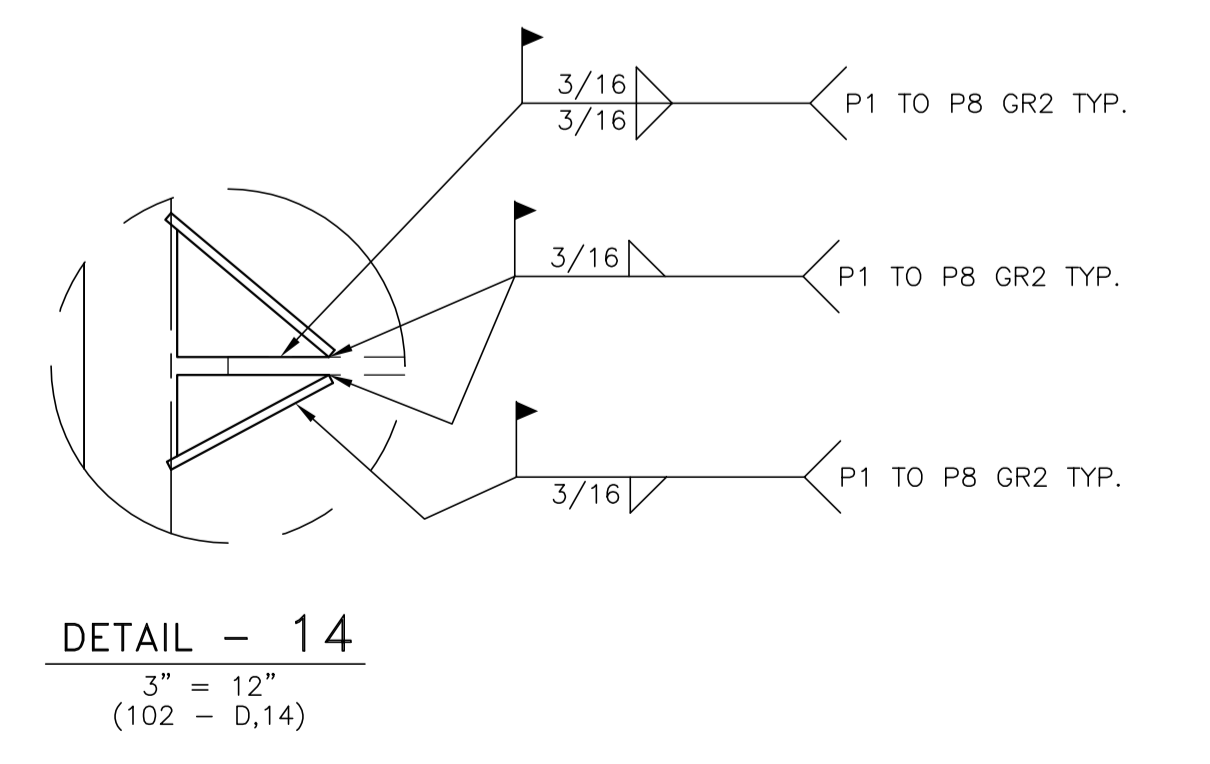 3/16
3/16
P1 TO P8 GR2 TYP.
3/16
P1 TO P8 GR2 TYP.
3/16
P1 TO P8 GR2 TYP.
DETAIL - 14
3" = 12"
(102 - D,14)